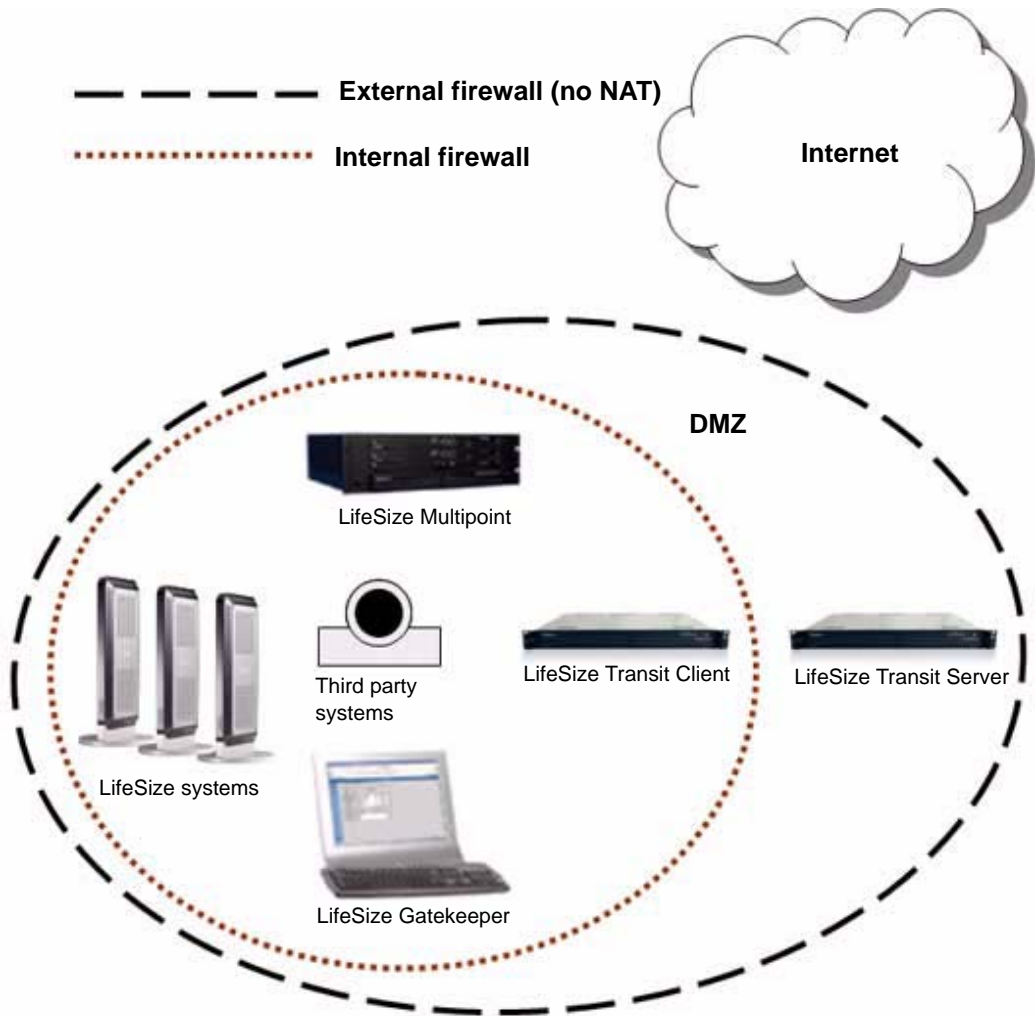 External firewall (no NAT)
Internal firewall
Internet
DMZ
LifeSize Multipoint
Third party
systems
LifeSize Transit Client
LifeSize Transit Server
LifeSize systems
LifeSize Gatekeeper